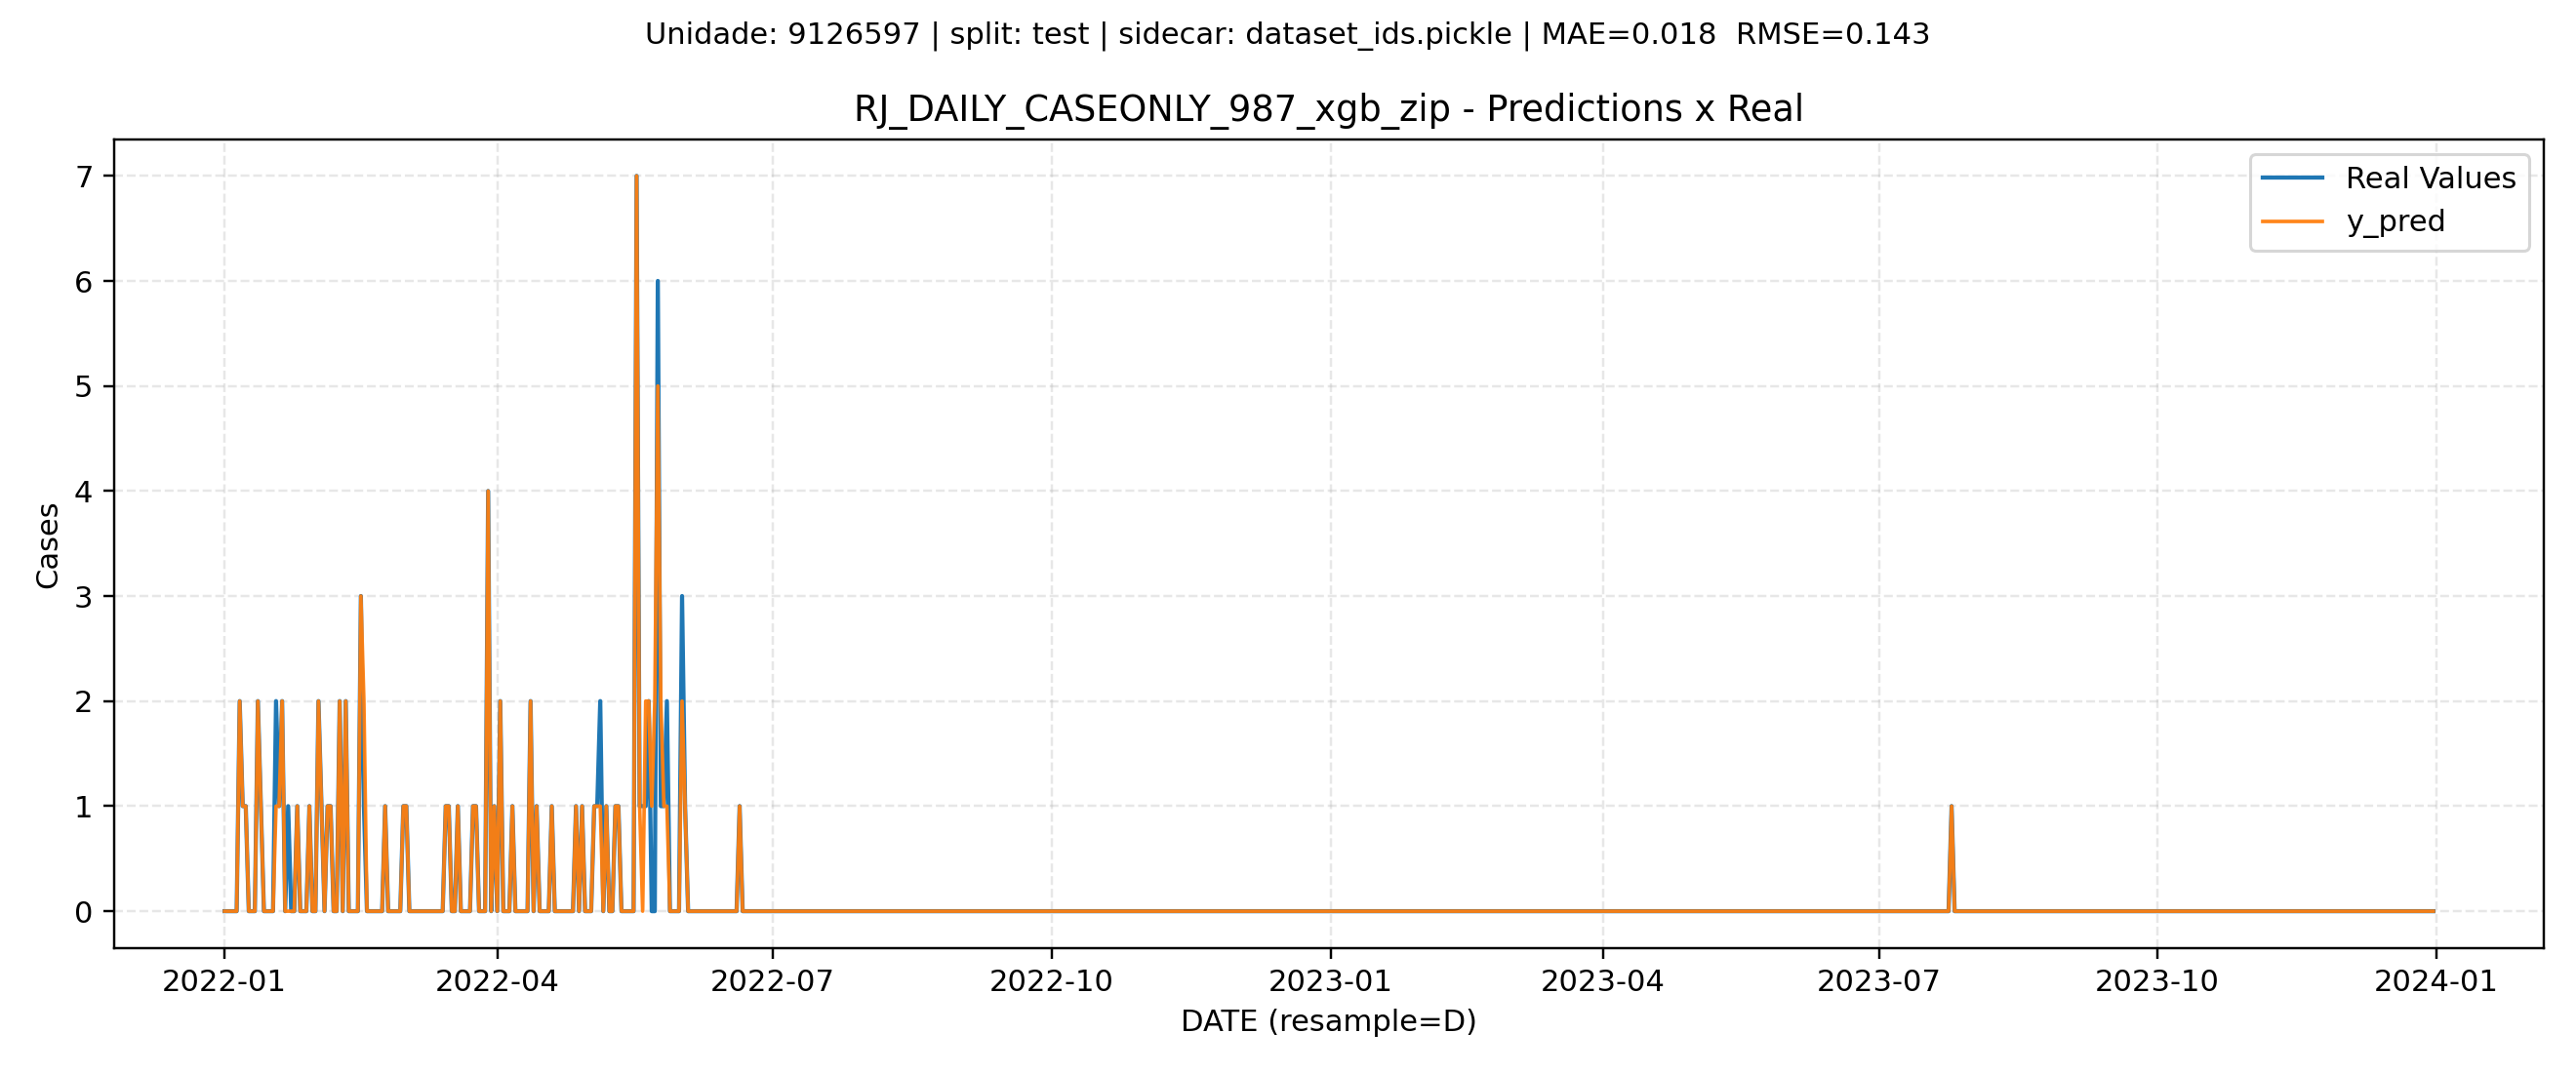 Unidade: 9126597 | split: test | sidecar: dataset_ids.pickle | MAE=0.018  RMSE=0.143
RJ_DAILY_CASEONLY_987_xgb_zip - Predictions x Real
Real Values
y_pred
Cases
7
6
5
4
3
2
1
0
2022-01 2022-04 2022-07 2022-10 2023-01 2023-04 2023-07 2023-10 2024-01
DATE (resample=D)